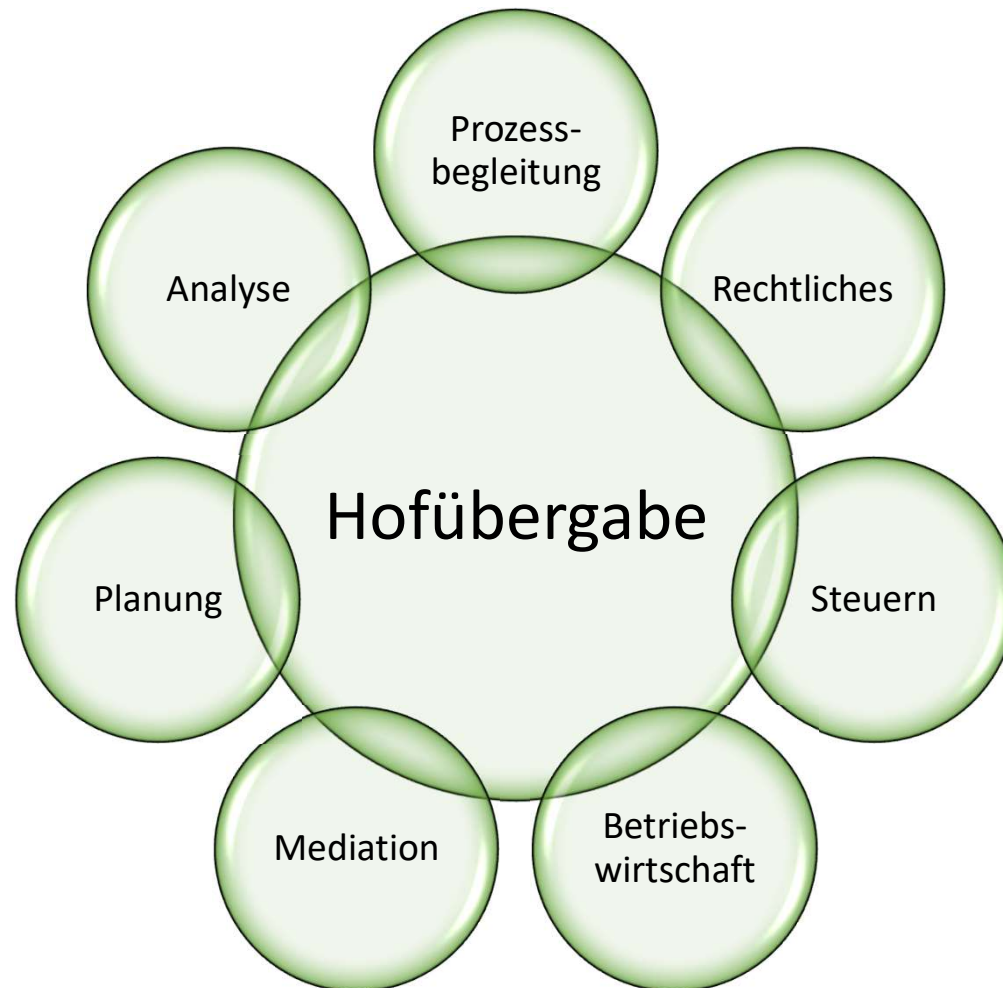 Prozess-
begleitung
Analyse
Rechtliches
Hofübergabe
Planung
Steuern
Mediation
Betriebs-
wirtschaft